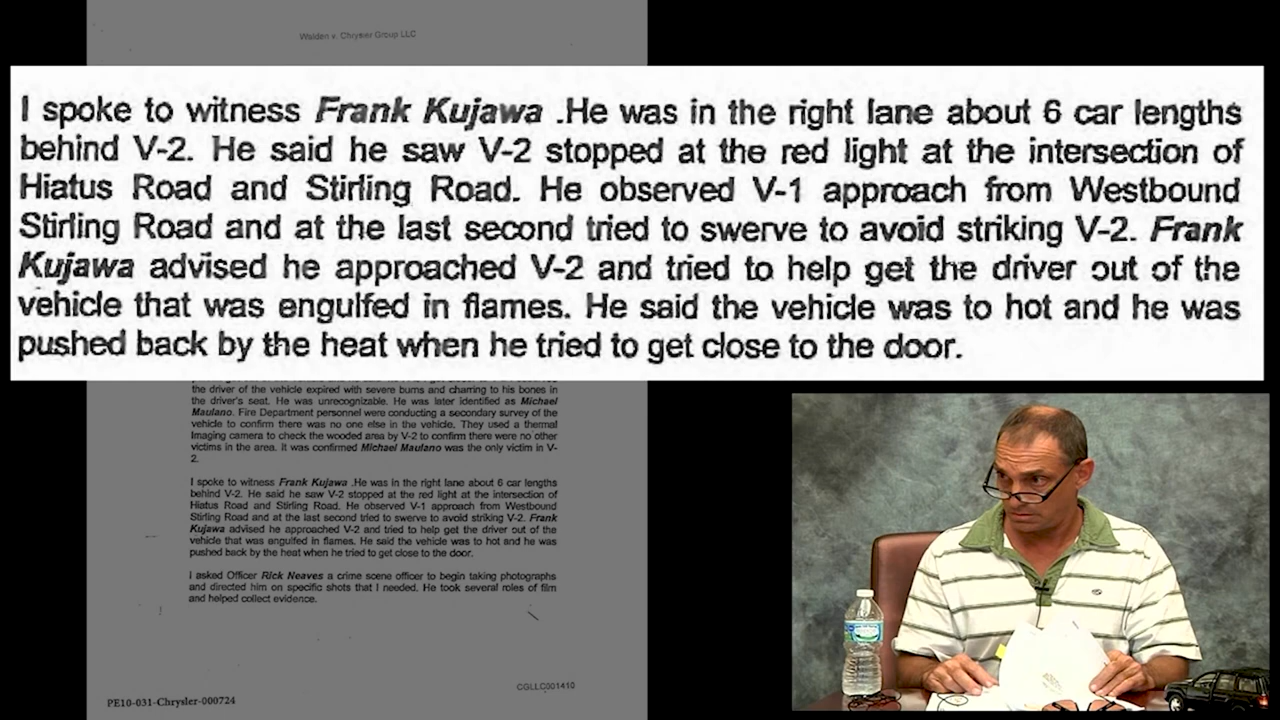 Walden v. Chrysler Group LLC
I spoke to witness Frank Kujawa .He was in the right lane about 6 car lengths
behind V-2. He said he saw V-2 stopped at the red light at the intersection of
Hiatus Road and Stirling Road. He observed V-1 approach from Westbound
Stirling Road and at the last second tried to swerve to avoid striking V-2. Frank
Kujawa advised he approached V-2 and tried to help get the driver out of the
vehicle that was engulfed in flames. He said the vehicle was to hot and he was
pushed back by the heat when he tried to get close to the door.
the driver of the vehicle expired with severe burns and charring to his bones in
the driver's seat. He was unrecognizable. He was later identified as Michael
Maulano. Fire Department personnel were conducting a secondary survey of the
vehicle to confirm there was no one else in the vehicle. They used a thermal
Imaging camera to check the wooded area by V-2 to confirm there were no other
victims in the area. It was confirmed Michael Maulano was the only victim in V-
2.
I spoke to witness Frank Kujawa .He was in the right lane about 6 car lengths
behind V-2. He said he saw V-2 stopped at the red light at the intersection of
Hiatus Road and Stirling Road. He observed V-1 approach from Westbound
Stirling Road and at the last second tried to swerve to avoid striking V-2. Frank
Kujawa advised he approached V-2 and tried to help get the driver out of the
vehicle that was engulfed in flames. He said the vehicle was to hot and he was
pushed back by the heat when he tried to get close to the door.
I asked Officer Rick Neaves a crime scene officer to begin taking photographs
and directed him on specific shots that I needed. He took several roles of film
and helped collect evidence.
CGLLC001410
PE10-031-Chrysler-000724